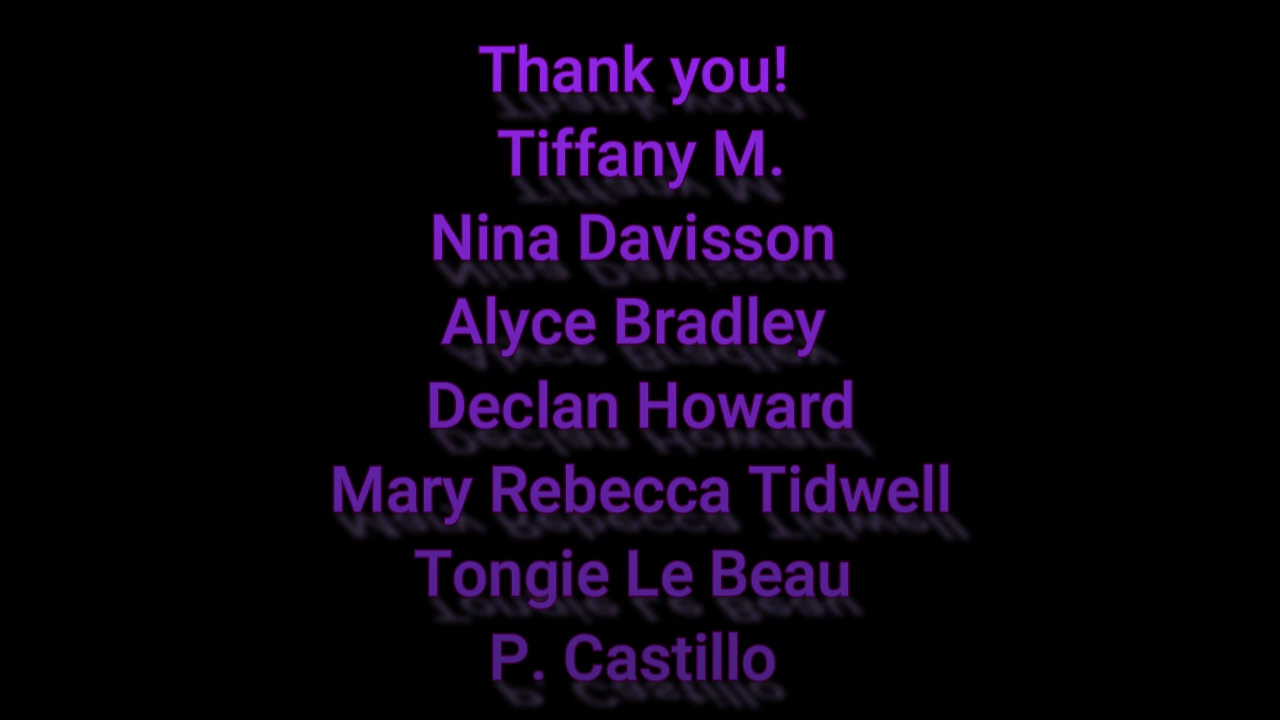 Thank you!
Tiffany M.
Nina Davisson
Alyce Bradley
Declan Howard
Mary Rebecca Tidwell
Tongie Le Beau
P. Castillo